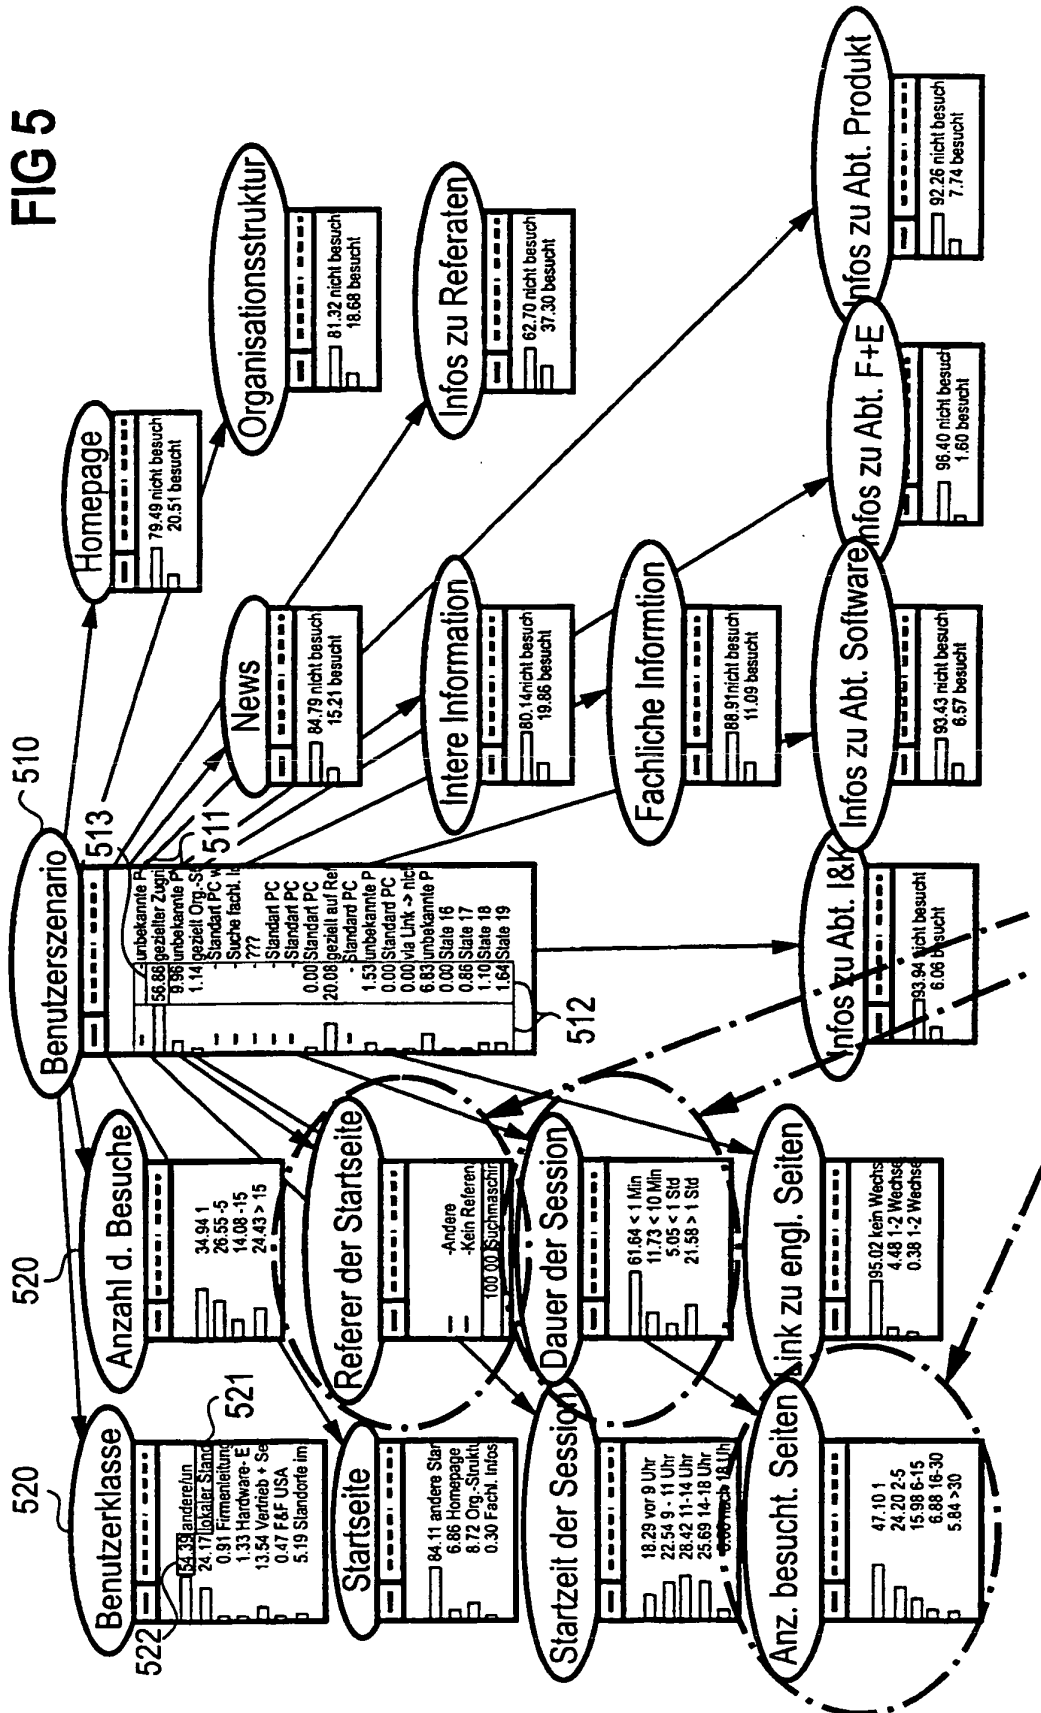 FIG 5
510
Benutzerszenario
513
- unbekannte P
56.86 gezielter Zugri
9.96 unbekannte P
1.14 gezielt Org.-S
- Standart PC w
- Suche fachl. I
- ???
- Standart PC
- Standart PC
0.00 Standart PC
20.08 gezielt auf Ref
- Standard PC
1.53 unbekannte P
0.00 Standard PC
0.00 via Link -> nic
6.83 unbekannte P
0.00 State 16
0.86 State 17
1.10 State 18
1.64 State 19
511
512
520
Benutzerklasse
54.39 andere/un
24.17 lokaler Stand
0.91 Firmenleitung
1.33 Hardware- E
13.54 Vertrieb + Se
0.47 F&F USA
5.19 Standorte im
521
522
520
Anzahl d. Besuche
34.94 1
26.55-5
14.08 -15
24.43 > 15
Homepage
79.49 nicht besuch
20.51 besucht
Organisationsstruktur
81.32 nicht besuch
18.68 besucht
News
84.79 nicht besuch
15.21 besucht
Infos zu Referaten
62.70 nicht besuch
37.30 besucht
Startseite
84.11 andere Star
6.86 Homepage
8.72 Org.-Struktu
0.30 Fachl. Infos
Referer der Startseite
-Andere
-Kein Referen
100 00 Suchmaschin
Intere Information
80.14 nicht besuch
19.86 besucht
Startzeit der Session
18.29 vor 9 Uhr
22.54 9 - 11 Uhr
28.42 11-14 Uhr
25.69 14-18 Uhr
nach 18 Uh
Dauer der Session
61.64 < 1 Min
11.73 < 10 Min
5.05 < 1 Std
21.58 > 1 Std
Fachliche Informtion
88.91 nicht besuch
11.09 besucht
Anz. besucht. Seiten
47.10 1
24.20 2-5
15.98 6-15
6.88 16-30
5.84 >30
Link zu engl. Seiten
95.02 kein Wechs
4.48 1-2 Wechse
0.38 1-2 Wechse
Infos zu Abt. I&K
93.94 nicht besuch
6.06 besucht
Infos zu Abt. Software
93.43 nicht besuch
6.57 besucht
Infos zu Abt. F+E
96.40 nicht besuch
1.60 besucht
Infos zu Abt. Produkt
92.26 nicht besuch
7.74 besucht